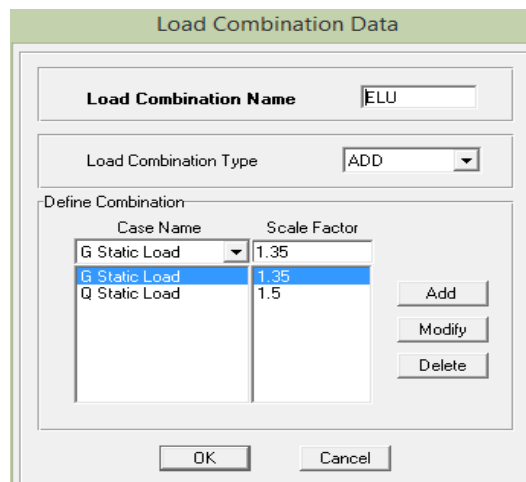 Load Combination Data
Load Combination Name ELU
Load Combination Type ADD
Define Combination
Case Name Scale Factor
G Static Load 1.35
G Static Load 1.35
Q Static Load 1.5
Add
Modify
Delete
OK Cancel